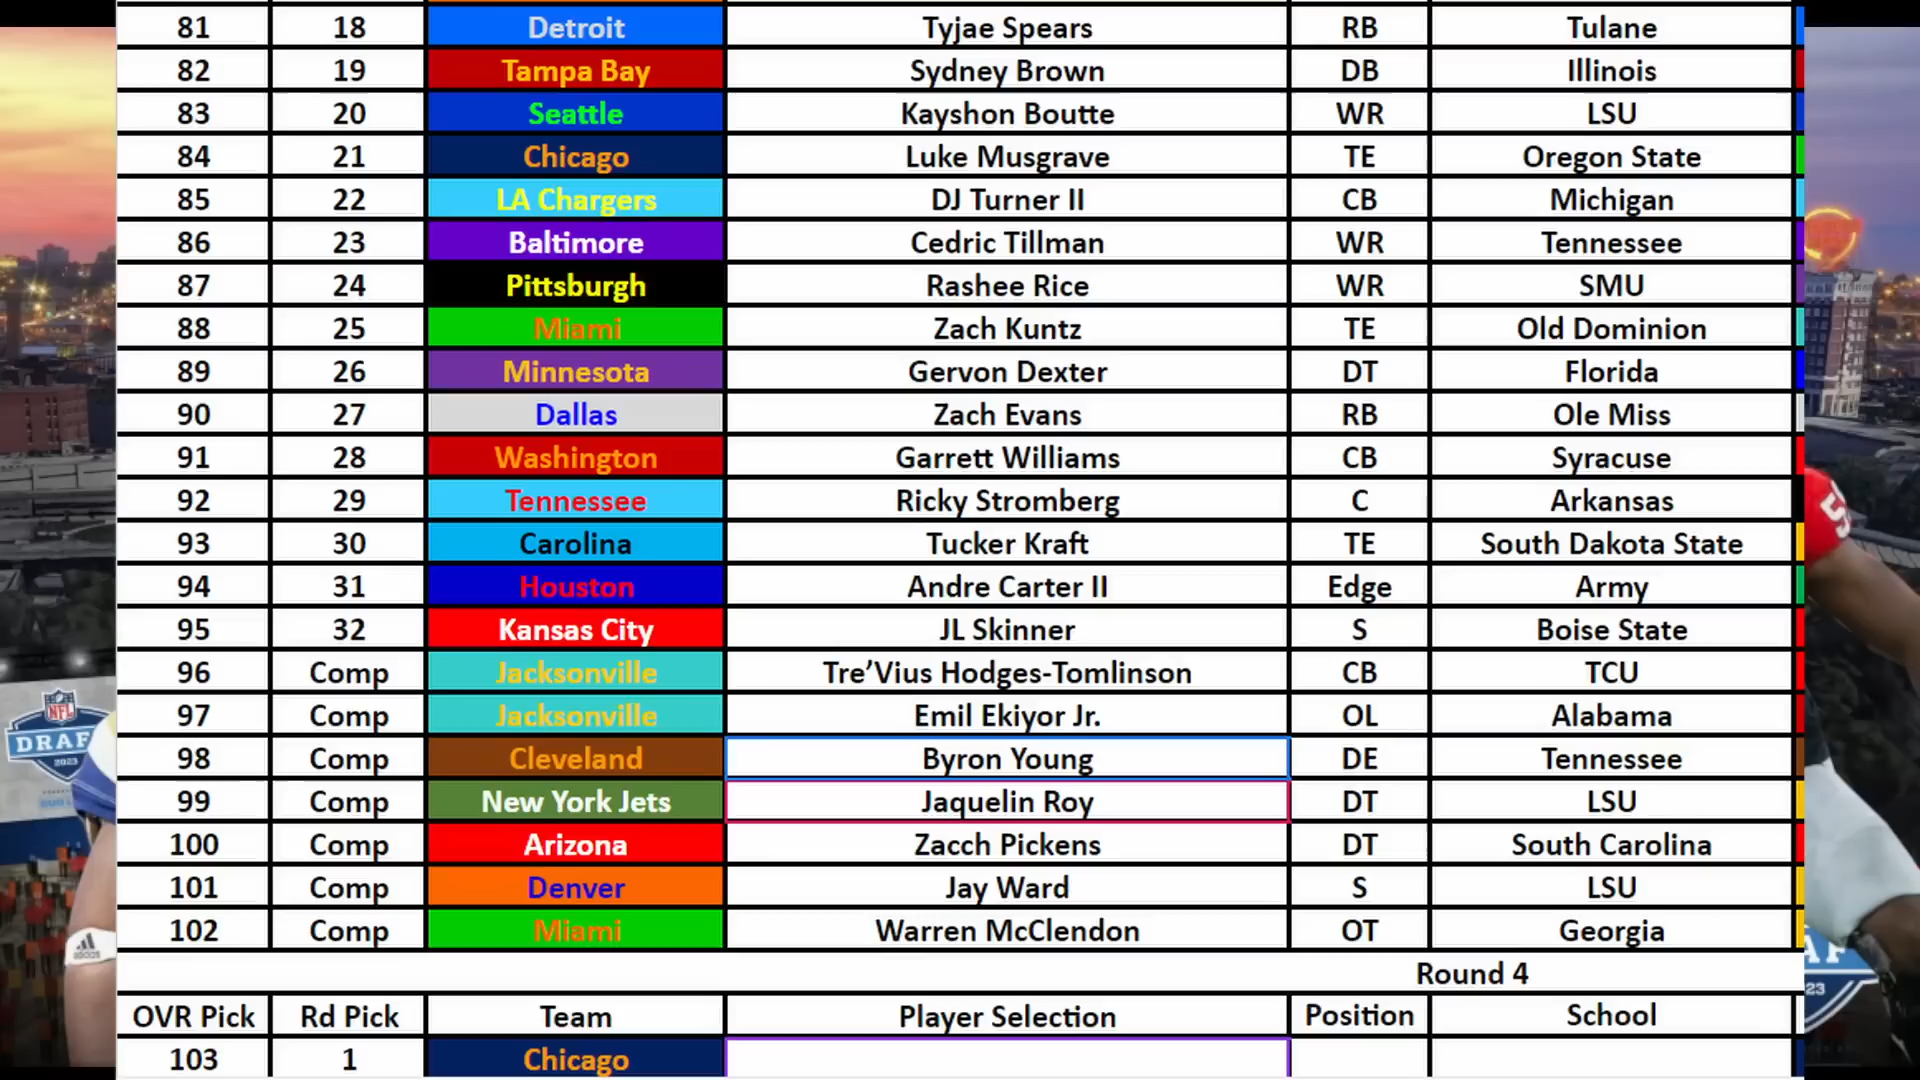 81 18 Detroit Tyjae Spears RB Tulane
82 19 Tampa Bay Sydney Brown DB Illinois
83 20 Seattle Kayshon Boutte WR LSU
84 21 Chicago Luke Musgrave TE Oregon State
85 22 LA Chargers DJ Turner II CB Michigan
86 23 Baltimore Cedric Tillman WR Tennessee
87 24 Pittsburgh Rashee Rice WR SMU
88 25 Miami Zach Kuntz TE Old Dominion
89 26 Minnesota Gervon Dexter DT Florida
90 27 Dallas Zach Evans RB Ole Miss
91 28 Washington Garrett Williams CB Syracuse
92 29 Tennessee Ricky Stromberg C Arkansas
93 30 Carolina Tucker Kraft TE South Dakota State
94 31 Houston Andre Carter II Edge Army
95 32 Kansas City JL Skinner S Boise State
96 Comp Jacksonville Tre’Vius Hodges-Tomlinson CB TCU
97 Comp Jacksonville Emil Ekiyor Jr. OL Alabama
98 Comp Cleveland Byron Young DE Tennessee
99 Comp New York Jets Jaquelin Roy DT LSU
100 Comp Arizona Zacch Pickens DT South Carolina
101 Comp Denver Jay Ward S LSU
102 Comp Miami Warren McClendon OT Georgia
Round 4
OVR Pick Rd Pick Team Player Selection Position School
103 1 Chicago
NFL
DRAF
2023
adidas
5
AF
23